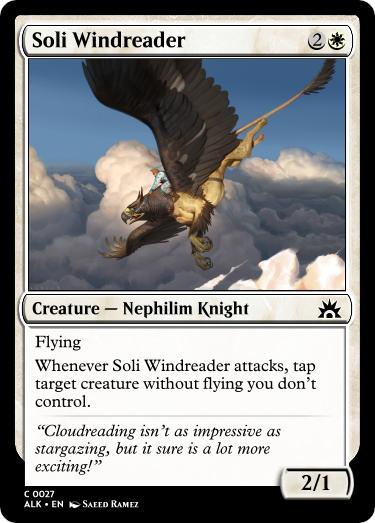 Soli Windreader 2
Creature — Nephilim Knight
Flying
Whenever Soli Windreader attacks, tap
target creature without flying you don't
control.
“Cloudreading isn't as impressive as
stargazing, but it sure is a lot more
exciting!”
2/1
C 0027
ALK • EN Saeed Ramez